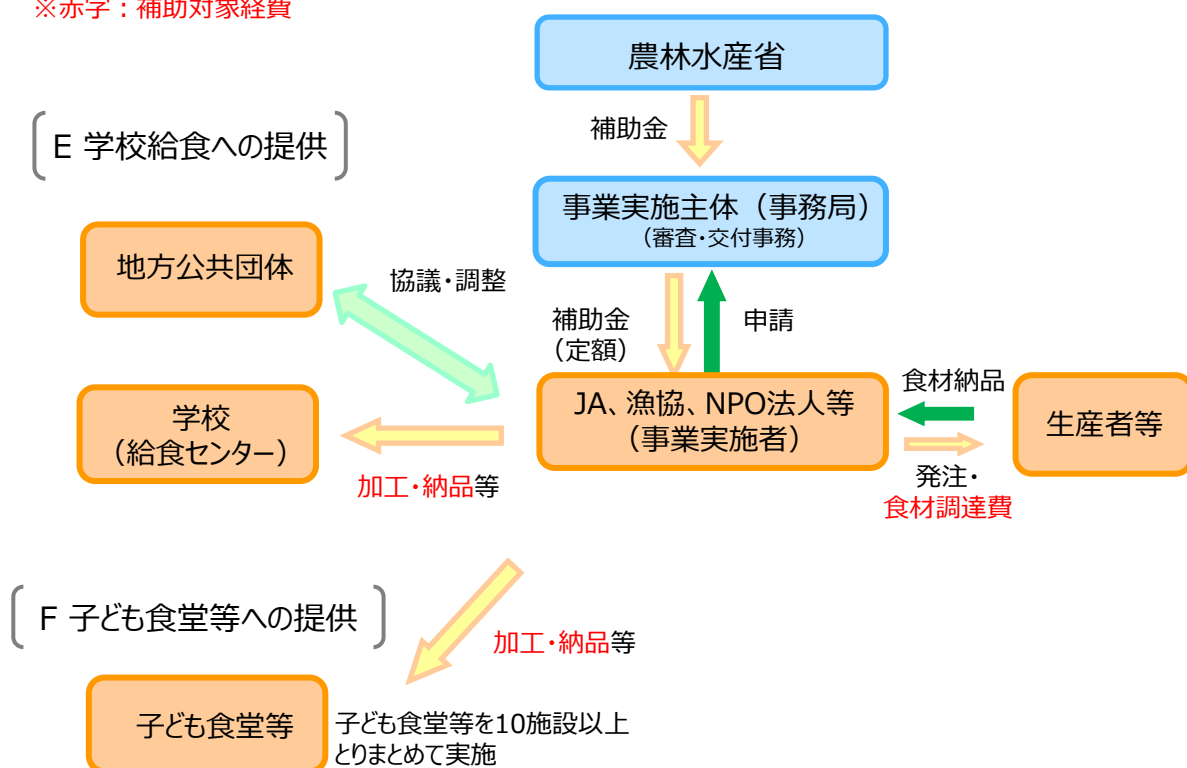 ※赤字：補助対象経費
農林水産省
補助金
E 学校給食への提供
事業実施主体（事務局）
（審査・交付事務）
地方公共団体
協議・調整
補助金
（定額）
申請
JA、漁協、NPO法人等
（事業実施者）
食材納品
生産者等
発注・
食材調達費
学校
（給食センター）
加工・納品等
F 子ども食堂等への提供
加工・納品等
子ども食堂等
子ども食堂等を10施設以上
とりまとめて実施